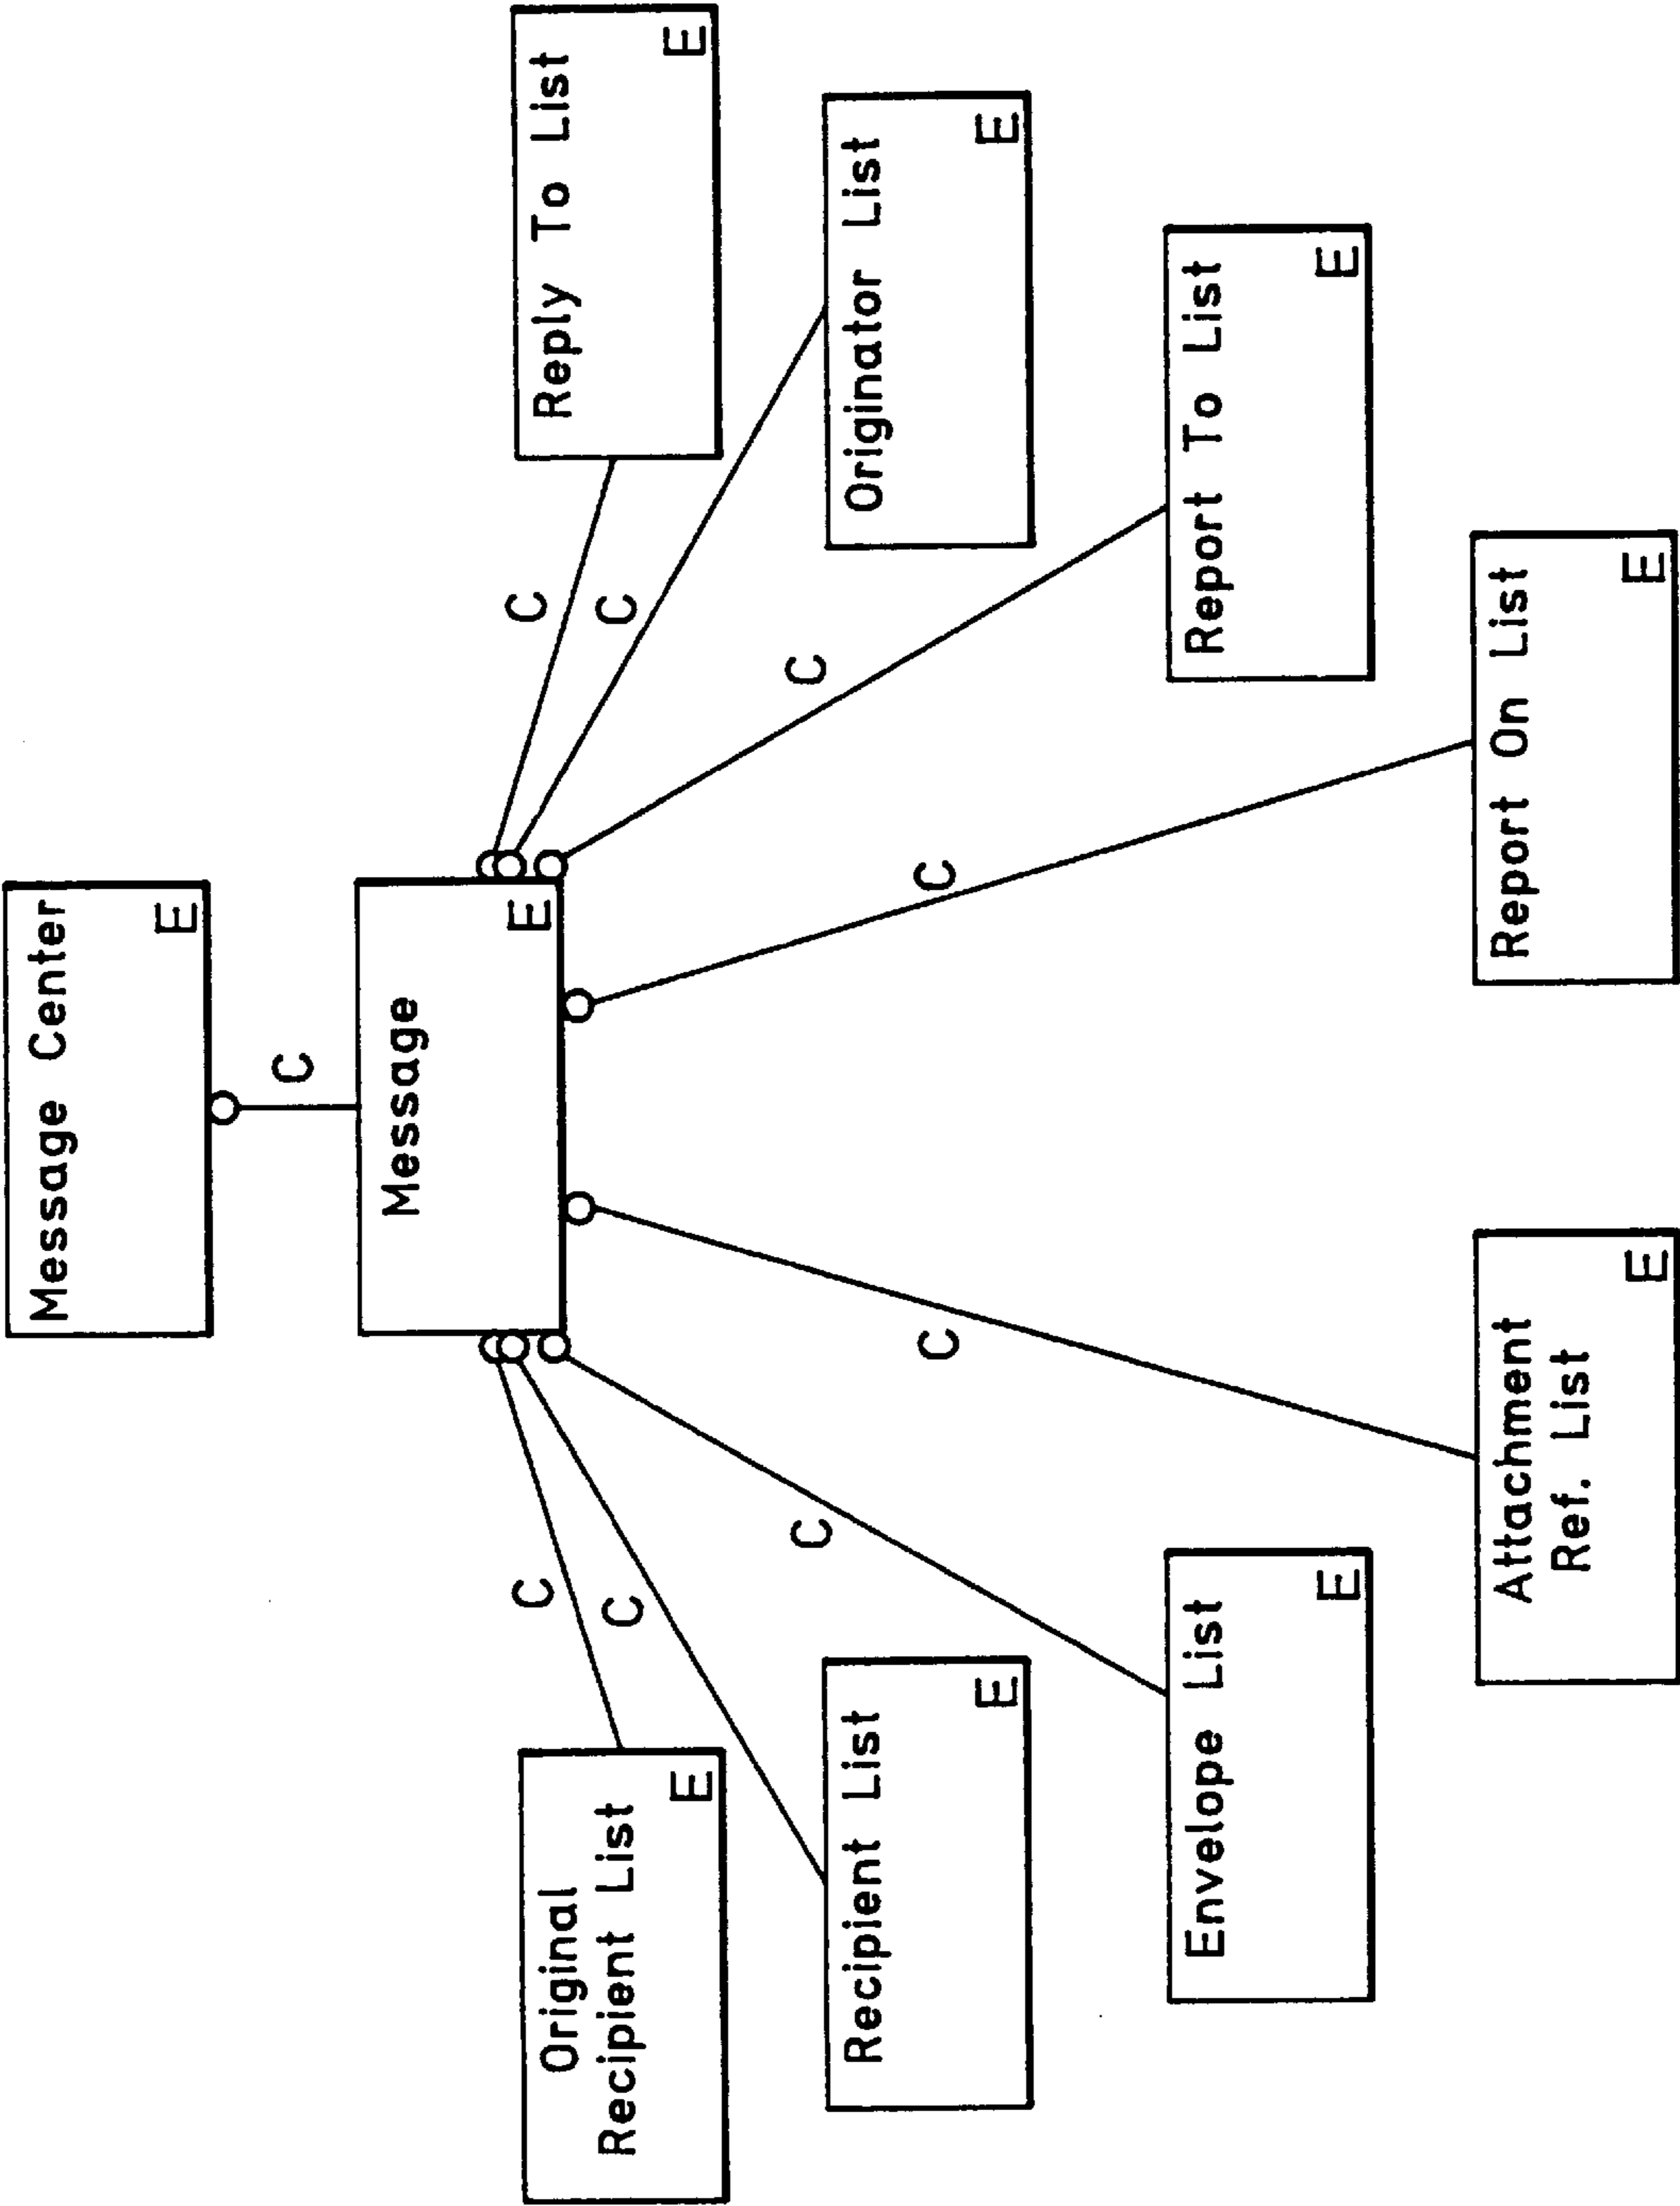 Message Center
E
C
Message
E
C
C
C
C
C
C
C
C
Original
Recipient List
E
Reply To List
E
Recipient List
E
Originator List
E
Envelope List
E
Report To List
E
Attachment
Ref. List
E
Report On List
E